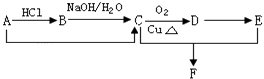 A HCl B NaOH/H2O C O2 Cu △ D E
F